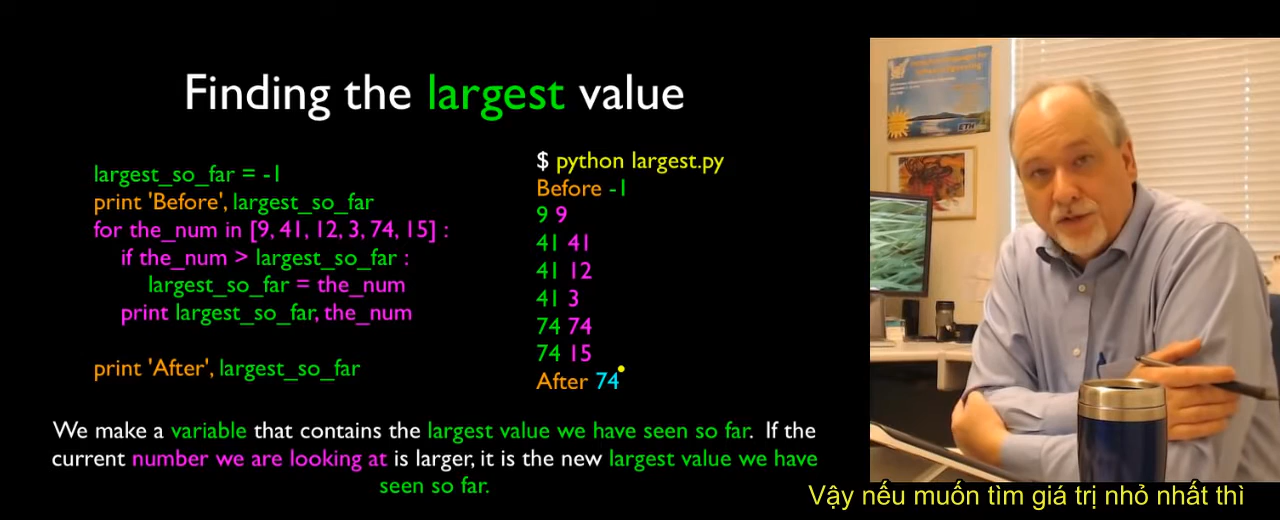 Finding the largest value
largest_so_far = -1
print 'Before', largest_so_far
for the_num in [9, 41, 12, 3, 74, 15] :
if the_num > largest_so_far :
largest_so_far = the_num
print largest_so_far, the_num
print 'After', largest_so_far
$ python largest.py
Before -1
9 9
41 41
41 12
41 3
74 74
74 15
After 74
We make a variable that contains the largest value we have seen so far. If the
current number we are looking at is larger, it is the new largest value we have
seen so far.
ETH
Vậy nếu muốn tìm giá trị nhỏ nhất thì